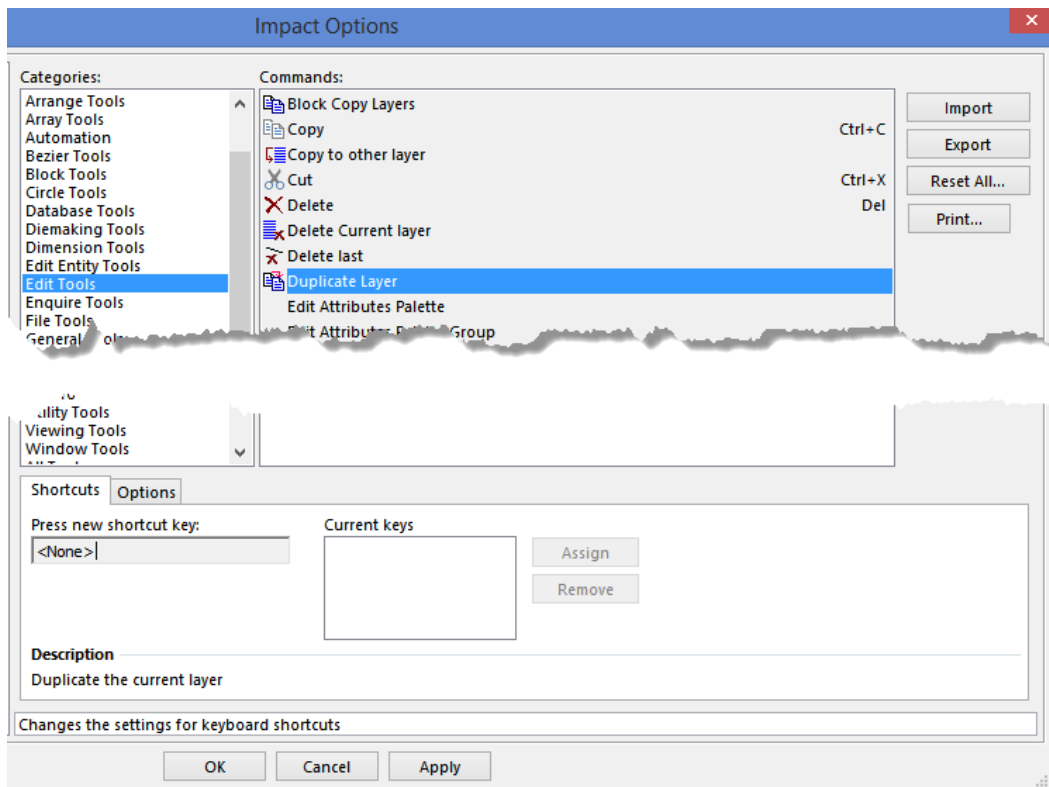 Impact Options
Categories:
Arrange Tools
Array Tools
Automation
Bezier Tools
Block Tools
Circle Tools
Database Tools
Diemaking Tools
Dimension Tools
Edit Entity Tools
Edit Tools
Enquire Tools
File Tools
General
Viewing Tools
Window Tools
Commands:
Block Copy Layers
Copy Ctrl+C
Copy to other layer
Cut Ctrl+X
Delete Del
Delete Current layer
Delete last
Duplicate Layer
Edit Attributes Palette
Group
Import
Export
Reset All...
Print...
Shortcuts Options
Press new shortcut key:
<None>
Current keys
Assign
Remove
Description
Duplicate the current layer
Changes the settings for keyboard shortcuts
OK Cancel Apply